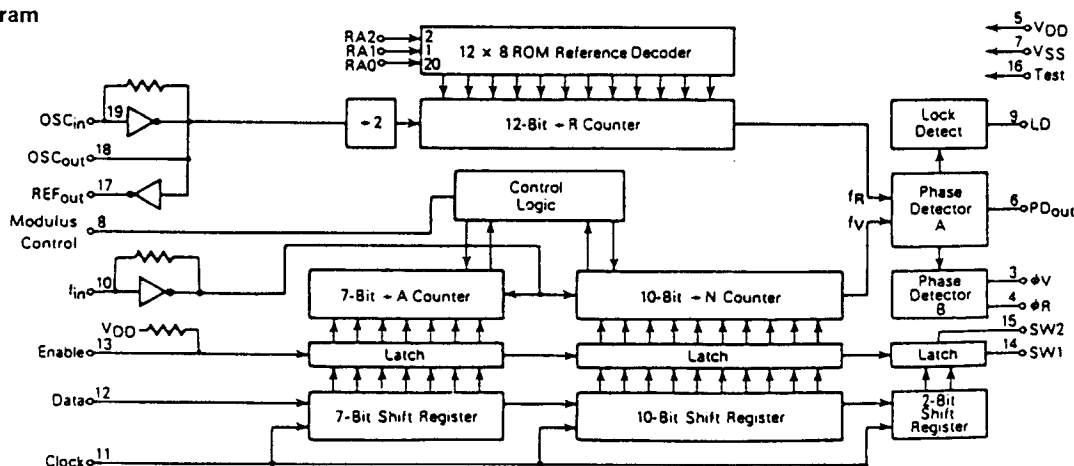 ram
RA2 2
RA1 1
RA0 20
12 × 8 ROM Reference Decoder
5 VDD
7 VSS
16 Test
OSCin 19
÷ 2
12-Bit ÷ R Counter
Lock Detect
9 LD
OSCout 18
REFout 17
Control Logic
fR
fV
Phase Detector A
6 PDout
Modulus Control 8
fin 10
7-Bit ÷ A Counter
10-Bit ÷ N Counter
Phase Detector B
3 ϕV
4 ϕR
VDD
Enable 13
Latch
Latch
Latch
15 SW2
14 SW1
Data 12
7-Bit Shift Register
10-Bit Shift Register
2-Bit Shift Register
Clock 11